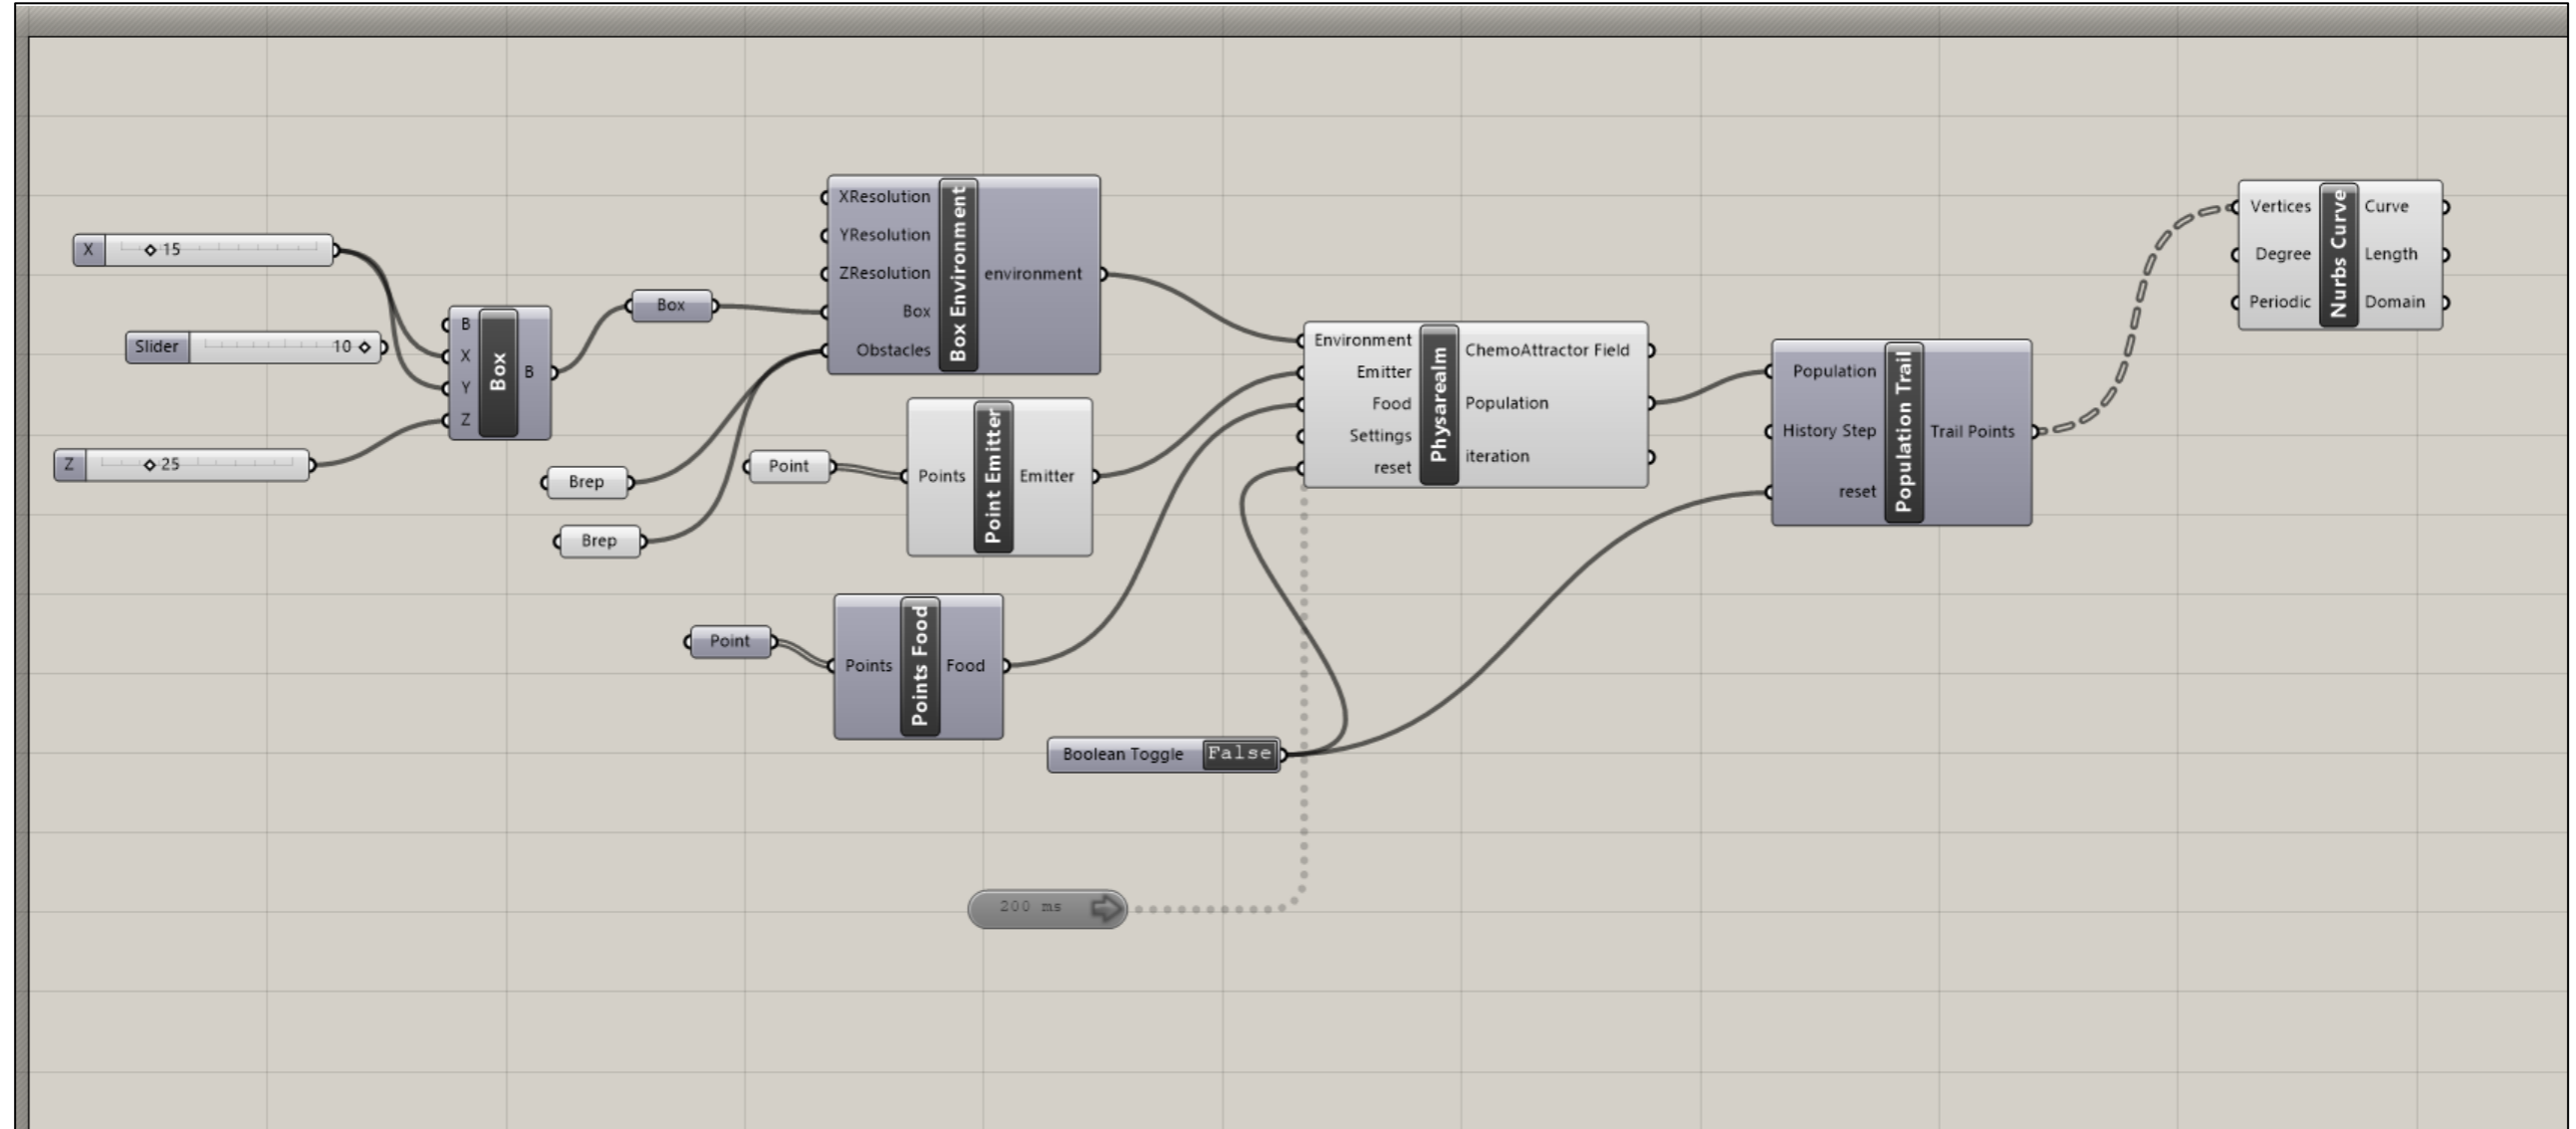 X 15
Slider 10
Z 25
B
X
Y
Z
Box
B
Box
Brep
Brep
XResolution
YResolution
ZResolution
Box
Obstacles
Box Environment
environment
Point
Points
Point Emitter
Emitter
Point
Points
Points Food
Food
Boolean Toggle False
200 ms
Environment
Emitter
Food
Settings
reset
Physarealm
ChemoAttractor Field
Population
iteration
Population
History Step
reset
Population Trail
Trail Points
Vertices
Degree
Periodic
Nurbs Curve
Curve
Length
Domain